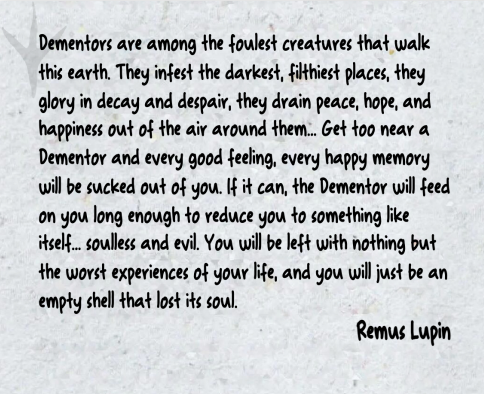 Dementors are among the foulest creatures that walk
this earth. They infest the darkest, filthiest places, they
glory in decay and despair, they drain peace, hope, and
happiness out of the air around them... Get too near a
Dementor and every good feeling, every happy memory
will be sucked out of you. If it can, the Dementor will feed
on you long enough to reduce you to something like
itself... soulless and evil. You will be left with nothing but
the worst experiences of your life, and you will just be an
empty shell that lost its soul.
Remus Lupin